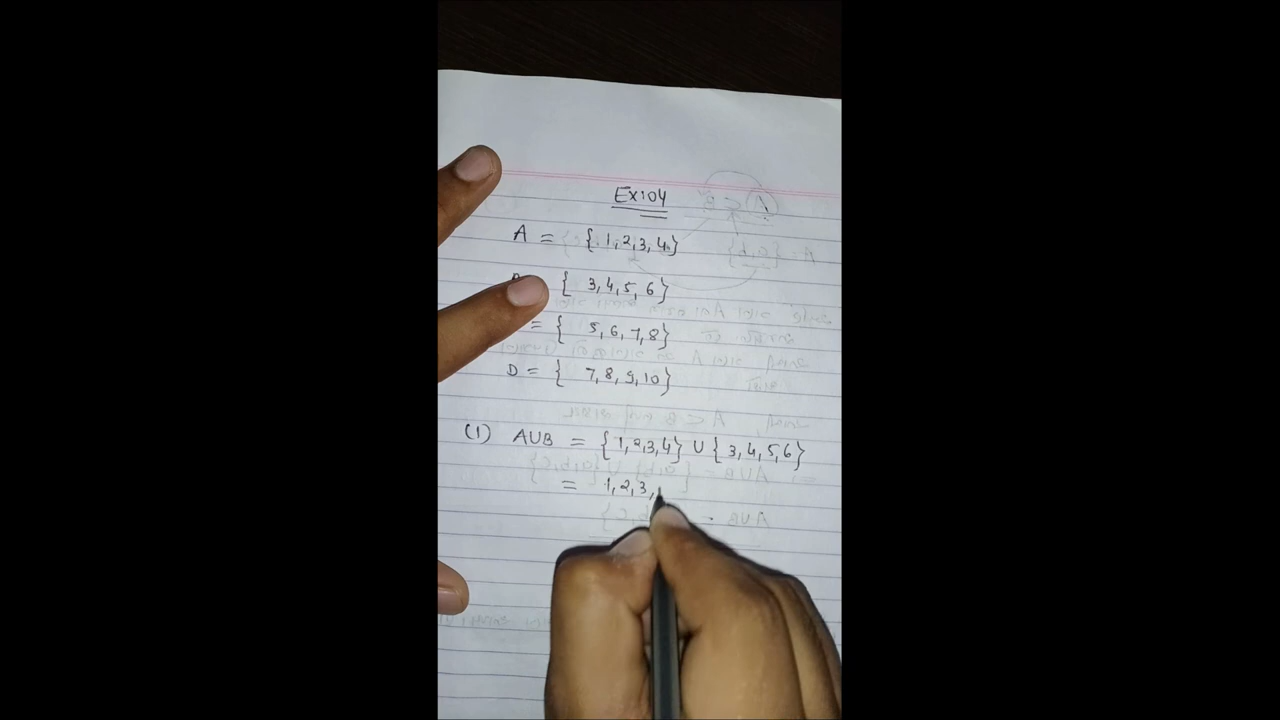 Ex:04
A = { 1, 2, 3, 4}
= { 3, 4, 5, 6 }
= { 5, 6, 7, 8}
D = { 7, 8, 9, 10}
(1) AUB = {1, 2, 3, 4} U { 3, 4, 5, 6}
= 1, 2, 3,